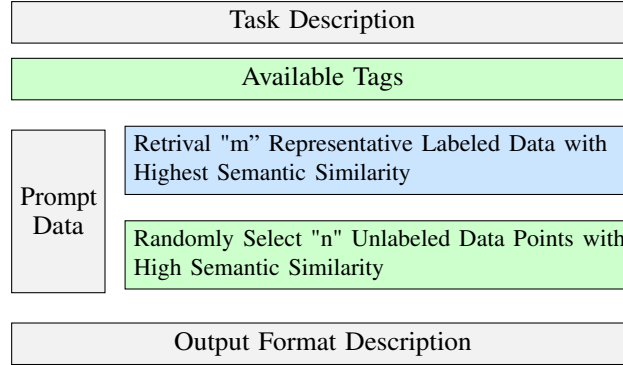 Task Description
Available Tags
Prompt
Data
Retrival "m” Representative Labeled Data with
Highest Semantic Similarity
Randomly Select "n" Unlabeled Data Points with
High Semantic Similarity
Output Format Description